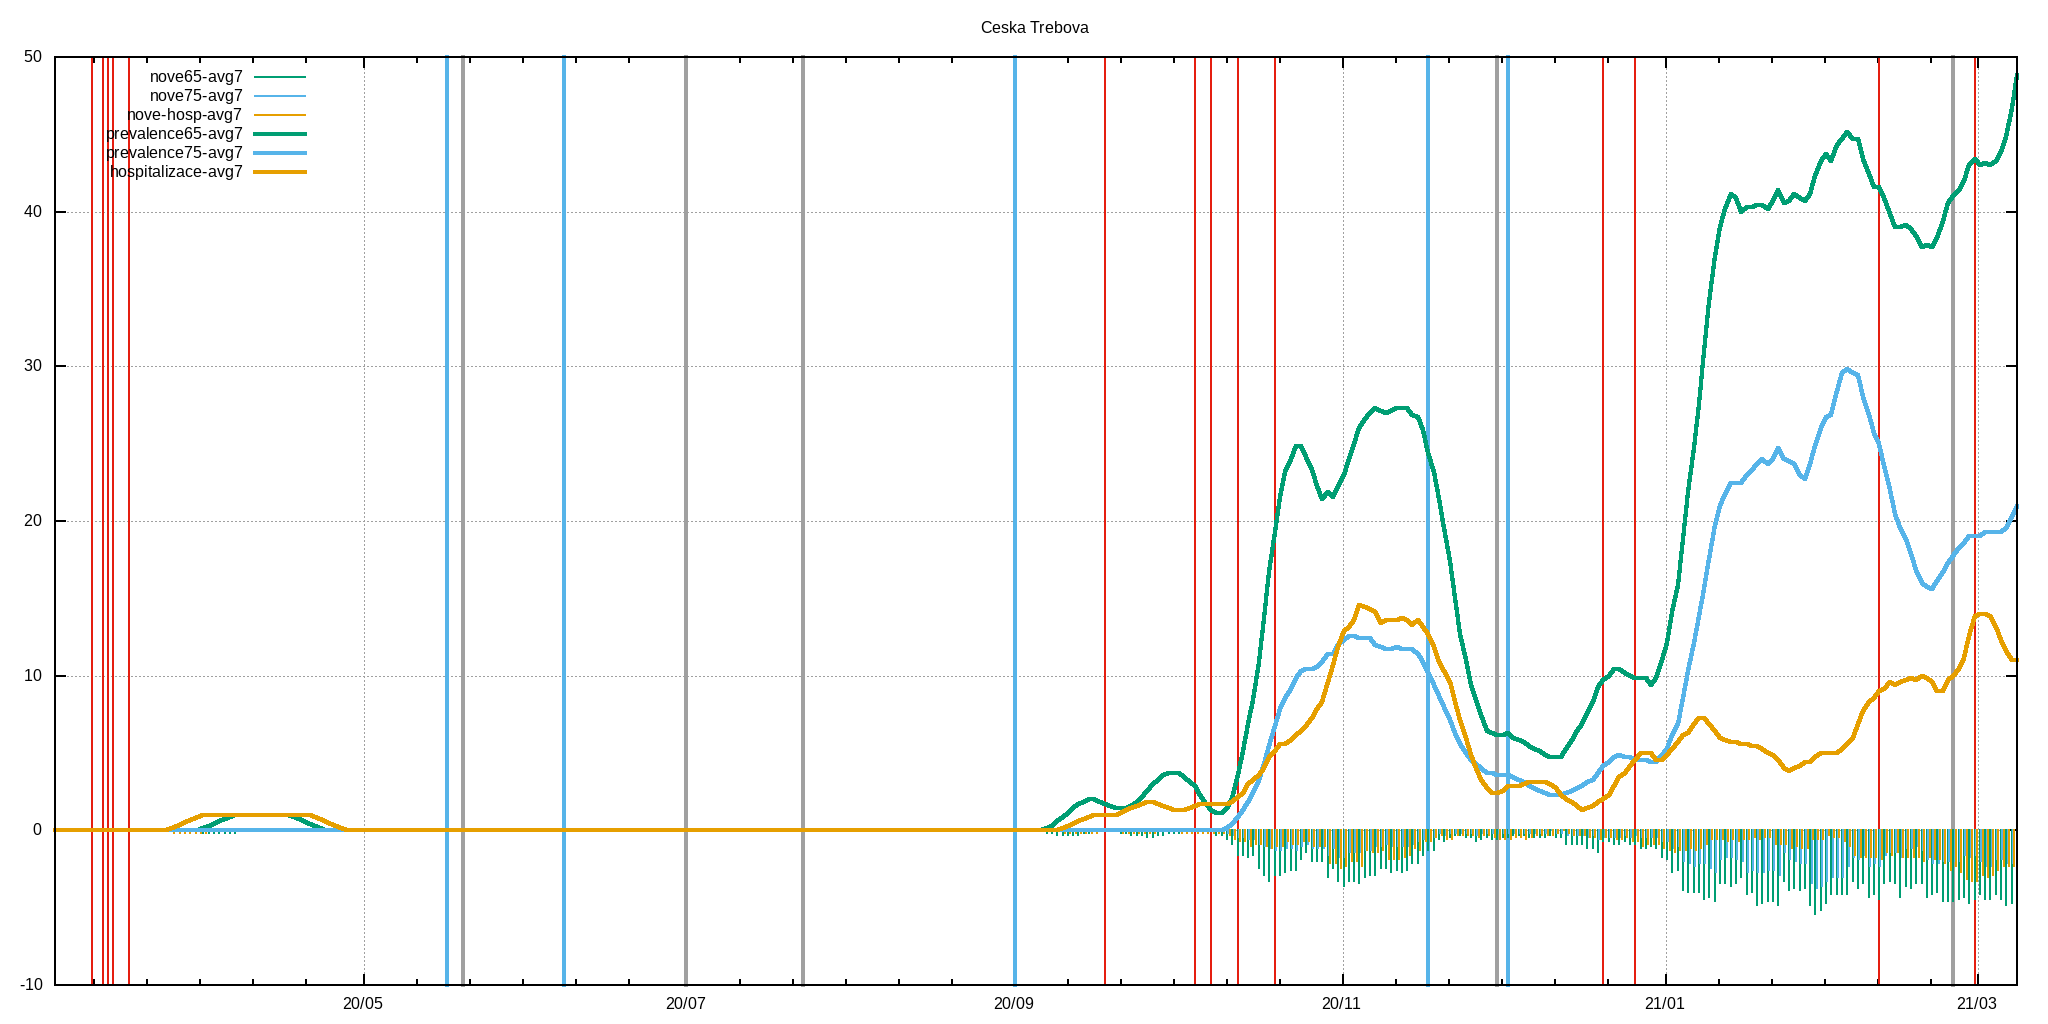 Ceska Trebova
50
40
30
20
10
0
-10
nove65-avg7
nove75-avg7
nove-hosp-avg7
prevalence65-avg7
prevalence75-avg7
hospitalizace-avg7
20/05
20/07
20/09
20/11
21/01
21/03